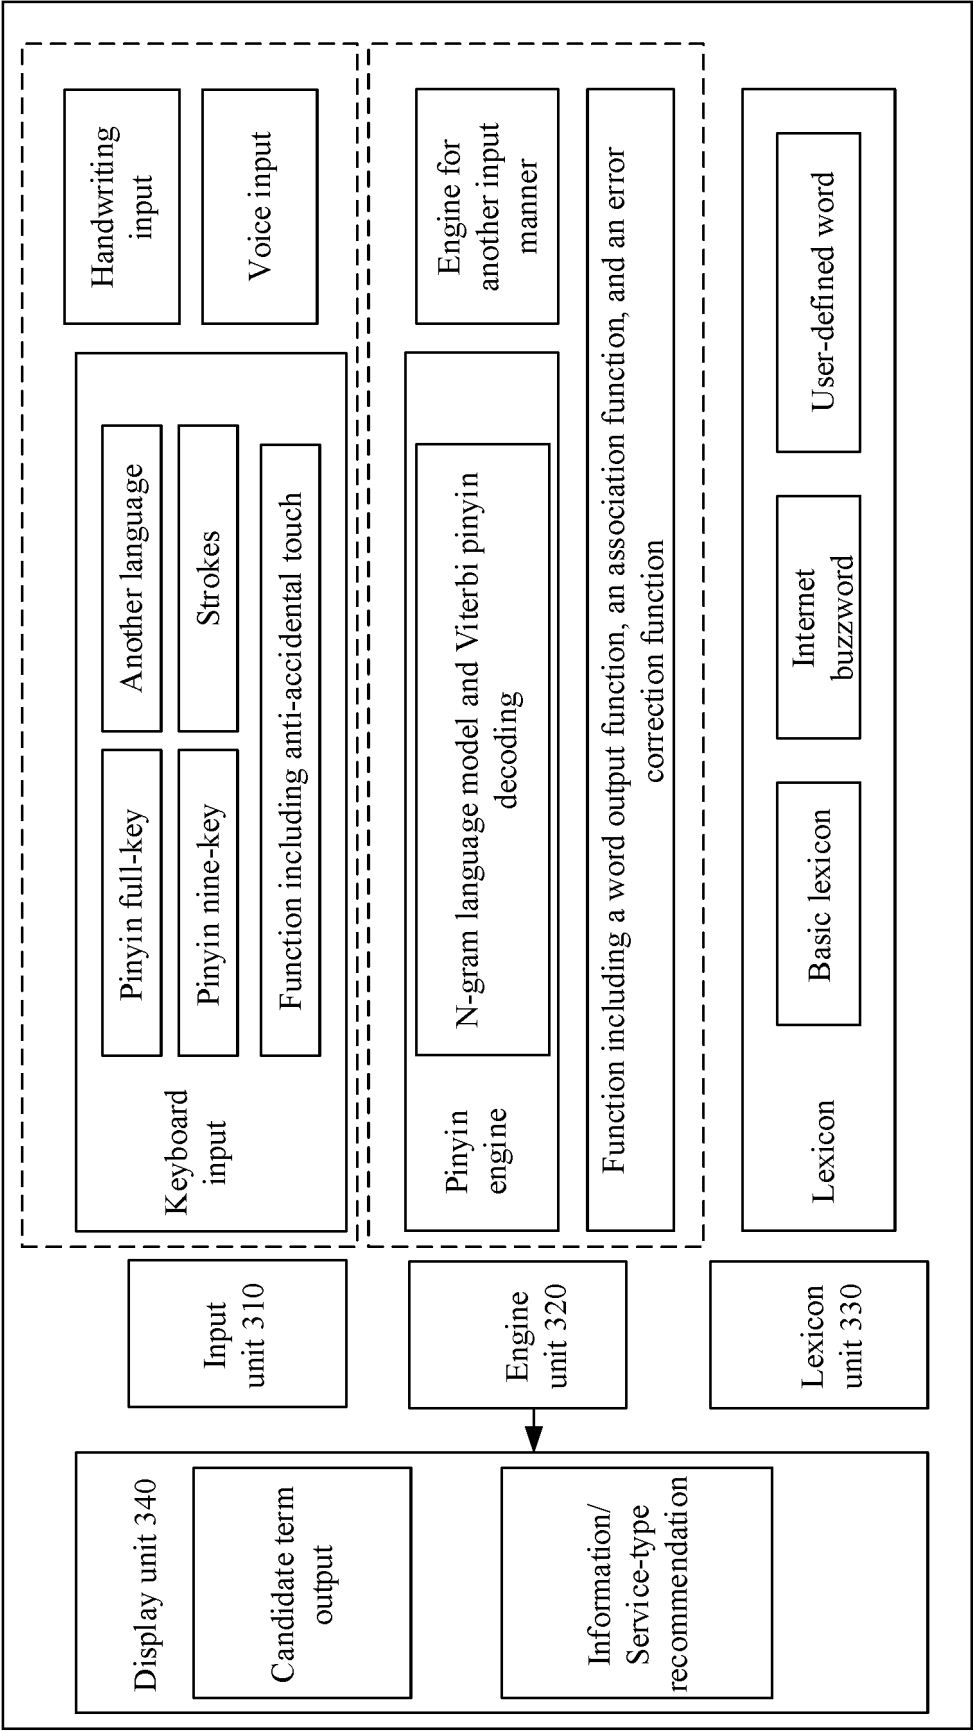 Display unit 340
Candidate term
output
Information/
Service-type
recommendation
Input
unit 310
Engine
unit 320
Lexicon
unit 330
Keyboard
input
Pinyin full-key
Another language
Pinyin nine-key
Strokes
Function including anti-accidental touch
Handwriting
input
Voice input
Pinyin
engine
N-gram language model and Viterbi pinyin
decoding
Engine for
another input
manner
Function including a word output function, an association function, and an error
correction function
Lexicon
Basic lexicon
Internet
buzzword
User-defined word